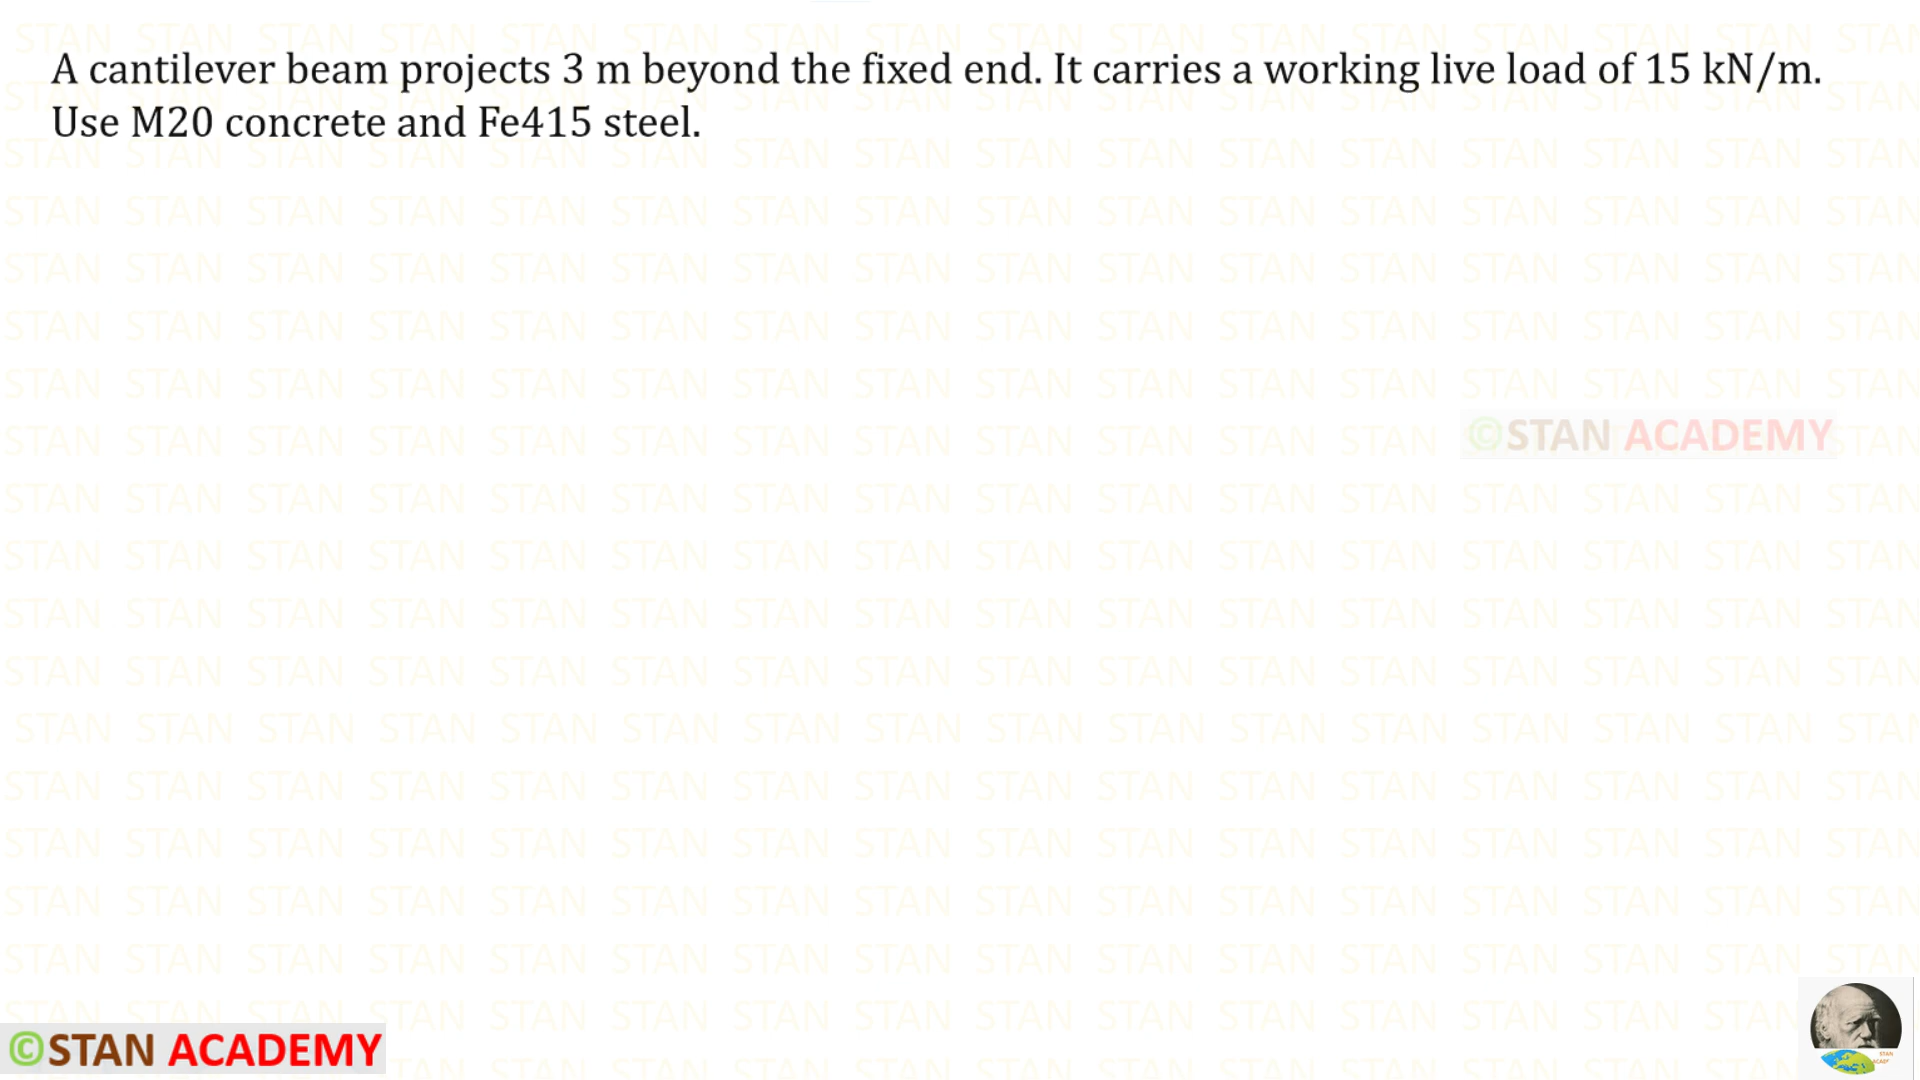 A cantilever beam projects 3 m beyond the fixed end. It carries a working live load of 15 kN/m.
Use M20 concrete and Fe415 steel.
©STAN ACADEMY
©STAN ACADEMY